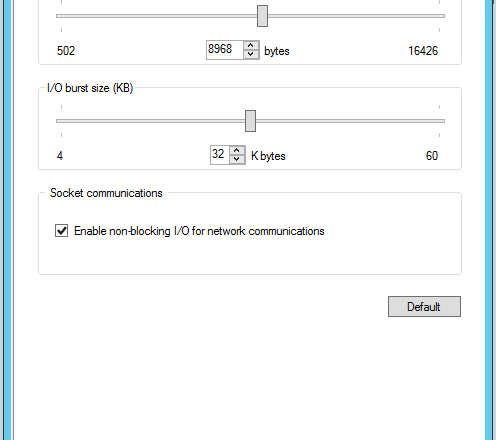 502 8968 bytes 16426
I/O burst size (KB)
4 32 K bytes 60
Socket communications
Enable non-blocking I/O for network communications
Default